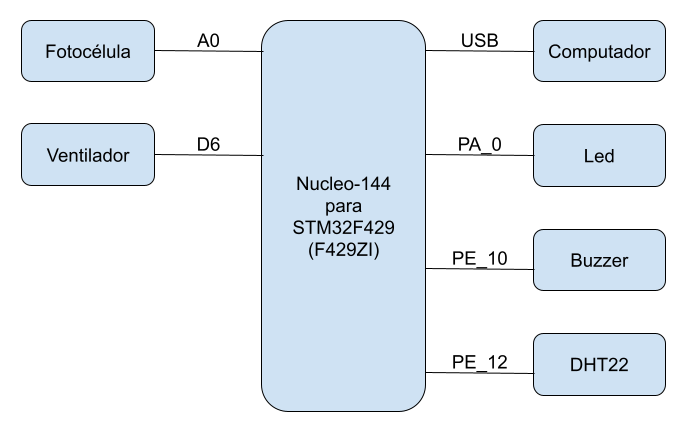 Fotocélula
A0
Ventilador
D6
Nucleo-144
para
STM32F429
(F429ZI)
USB
Computador
PA_0
Led
PE_10
Buzzer
PE_12
DHT22